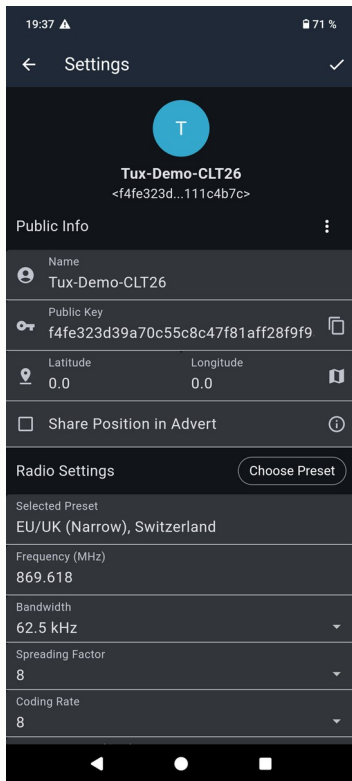 19:37
71 %
Settings
T
Tux-Demo-CLT26
<f4fe323d...111c4b7c>
Public Info
Name
Tux-Demo-CLT26
Public Key
f4fe323d39a70c55c8c47f81aff28f9f9
Latitude
0.0
Longitude
0.0
Share Position in Advert
Radio Settings
Choose Preset
Selected Preset
EU/UK (Narrow), Switzerland
Frequency (MHz)
869.618
Bandwidth
62.5 kHz
Spreading Factor
8
Coding Rate
8